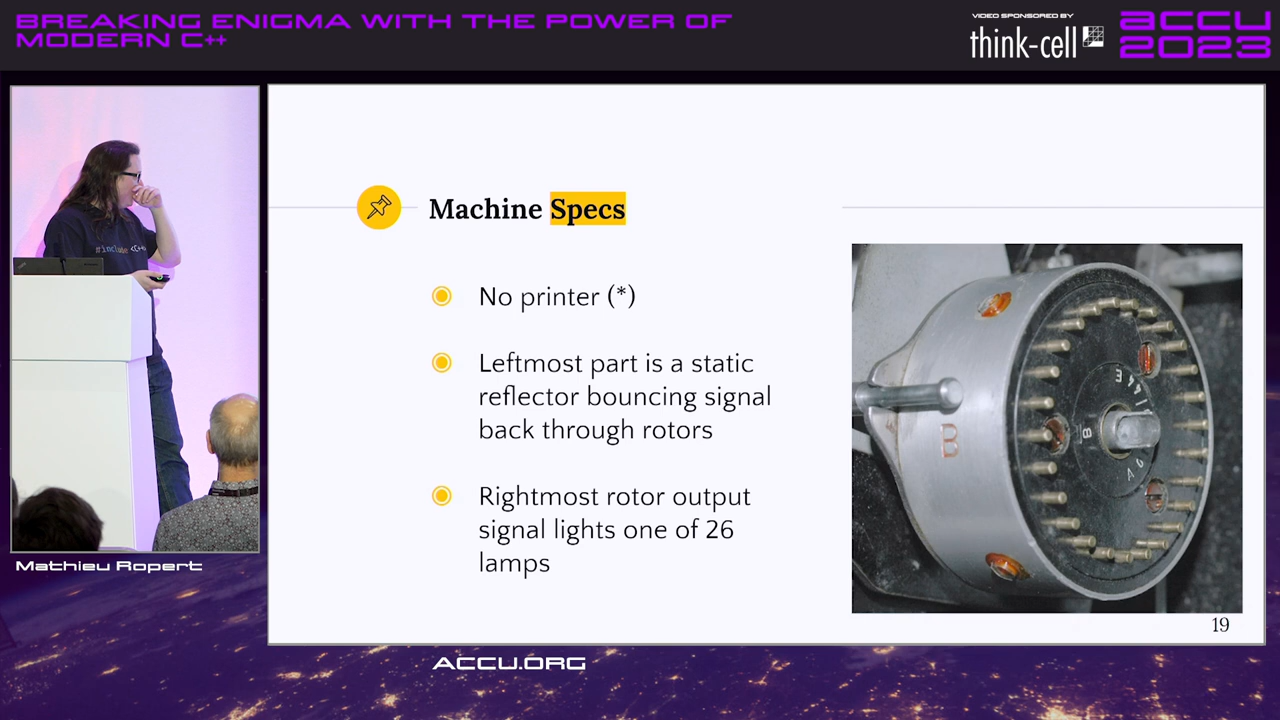 BREAKING ENIGMA WITH THE POWER OF
MODERN C++
VIDEO SPONSORED BY
think-cell
accu
2023
#include <C++>
Machine Specs
No printer (*)
Leftmost part is a static
reflector bouncing signal
back through rotors
Rightmost rotor output
signal lights one of 26
lamps
B
B
19
Mathieu Ropert
ACCU.ORG